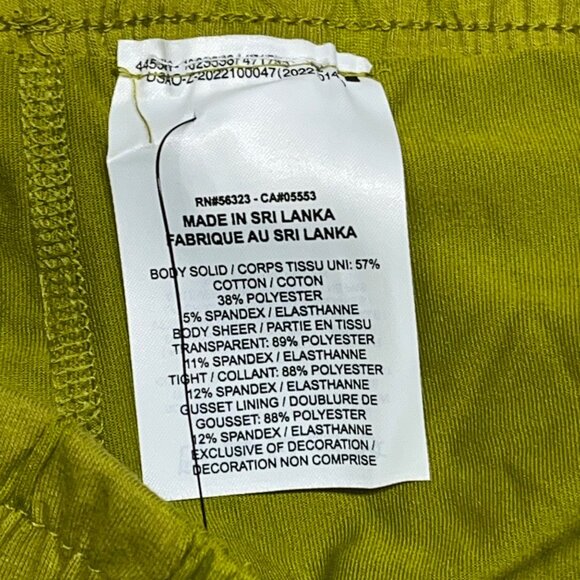 USAO-Z-2022100047(2022
RN#56323 - CA#05553
MADE IN SRI LANKA
FABRIQUE AU SRI LANKA
BODY SOLID / CORPS TISSU UNI: 57%
COTTON / COTON
38% POLYESTER
5% SPANDEX / ELASTHANNE
BODY SHEER / PARTIE EN TISSU
TRANSPARENT: 89% POLYESTER
11% SPANDEX / ELASTHANNE
TIGHT / COLLANT: 88% POLYESTER
12% SPANDEX / ELASTHANNE
GUSSET LINING / DOUBLURE DE
GOUSSET: 88% POLYESTER
12% SPANDEX / ELASTHANNE
EXCLUSIVE OF DECORATION /
DECORATION NON COMPRISE